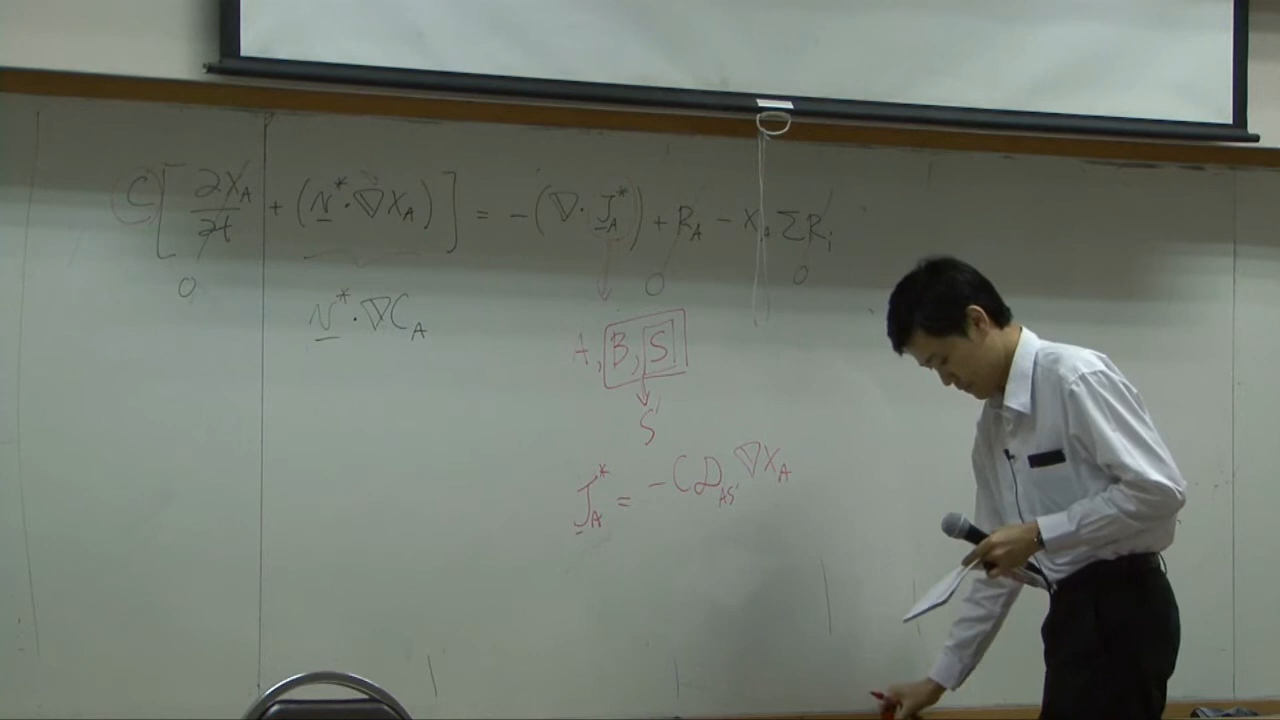 C [ ∂X_A/∂t + (v* · ∇X_A) ] = -(∇ · J_A*) + R_A - X_A ΣR_i
0 0 0
v* · ∇C_A
A, B, S
S'
J_A* = -C𝒟_AS' ∇X_A